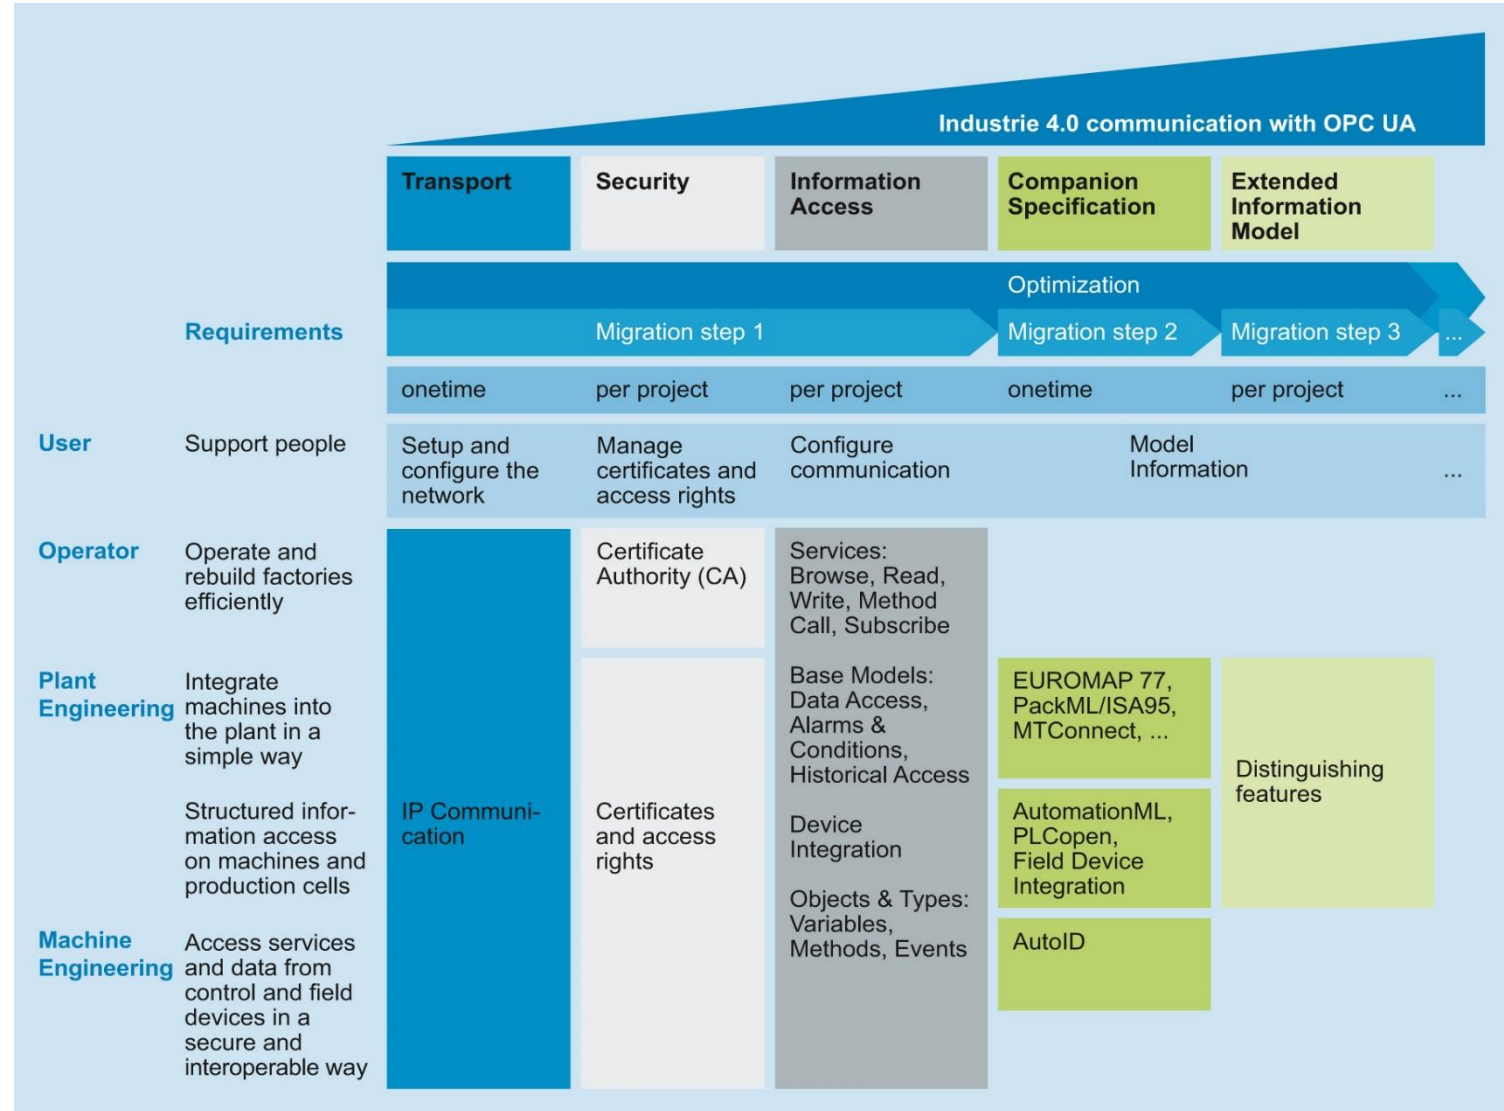 Industrie 4.0 communication with OPC UA
Transport
Security
Information
Access
Companion
Specification
Extended
Information
Model
Optimization
Requirements
Migration step 1
Migration step 2
Migration step 3
...
onetime
per project
per project
onetime
per project
...
User
Support people
Setup and
configure the
network
Manage
certificates and
access rights
Configure
communication
Model
Information
...
Operator
Operate and
rebuild factories
efficiently
Certificate
Authority (CA)
Services:
Browse, Read,
Write, Method
Call, Subscribe
Plant
Engineering
Integrate
machines into
the plant in a
simple way
Base Models:
Data Access,
Alarms &
Conditions,
Historical Access
EUROMAP 77,
PackML/ISA95,
MTConnect, ...
Distinguishing
features
Structured infor-
mation access
on machines and
production cells
IP Communi-
cation
Certificates
and access
rights
Device
Integration
AutomationML,
PLCopen,
Field Device
Integration
Objects & Types:
Variables,
Methods, Events
Machine
Engineering
Access services
and data from
control and field
devices in a
secure and
interoperable way
AutoID